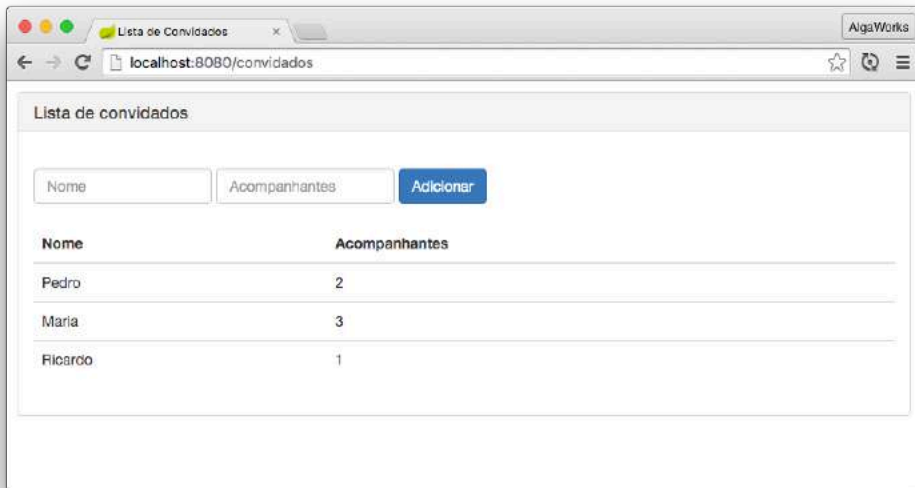 Lista de Convidados
AlgaWorks
localhost:8080/convidados
Lista de convidados
Nome Acompanhantes Adicionar
Nome Acompanhantes
Pedro 2
Maria 3
Ricardo 1